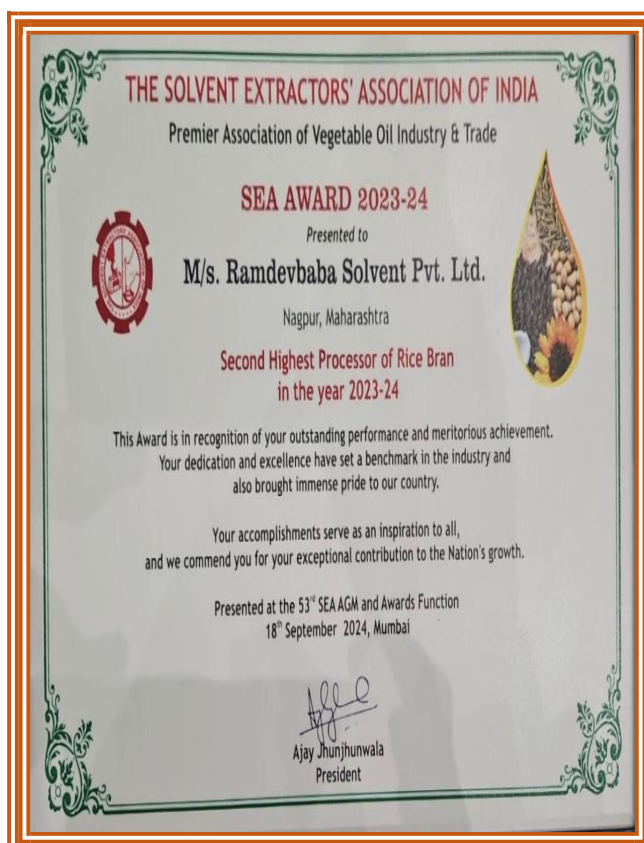 THE SOLVENT EXTRACTORS' ASSOCIATION OF INDIA
Premier Association of Vegetable Oil Industry & Trade
SEA AWARD 2023-24
Presented to
M/s. Ramdevbaba Solvent Pvt. Ltd.
Nagpur, Maharashtra
Second Highest Processor of Rice Bran
in the year 2023-24
This Award is in recognition of your outstanding performance and meritorious achievement.
Your dedication and excellence have set a benchmark in the industry and
also brought immense pride to our country.
Your accomplishments serve as an inspiration to all,
and we commend you for your exceptional contribution to the Nation's growth.
Presented at the 53rd SEA AGM and Awards Function
18th September 2024, Mumbai
Ajay Jhunjhunwala
President